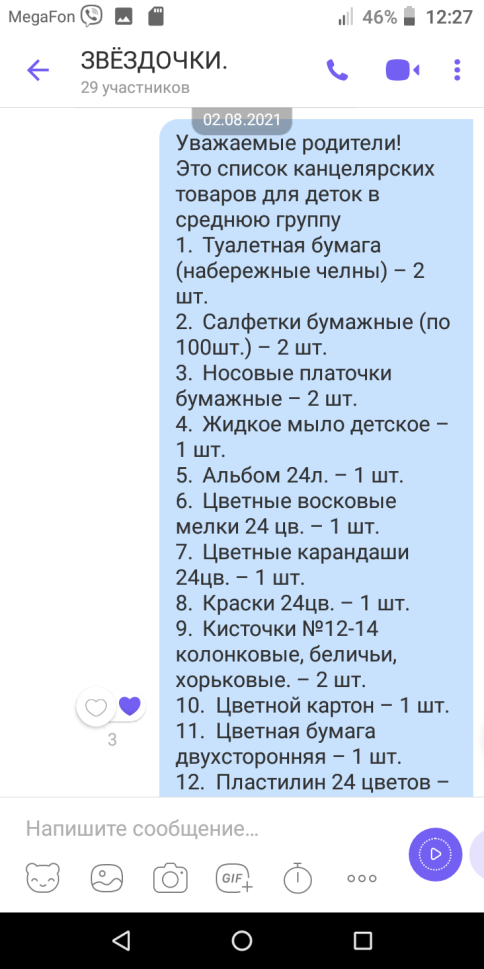 MegaFon 46% 12:27
ЗВЁЗДОЧКИ.
29 участников
02.08.2021
Уважаемые родители!
Это список канцелярских
товаров для деток в
среднюю группу
1. Туалетная бумага
(набережные челны) – 2
шт.
2. Салфетки бумажные (по
100шт.) – 2 шт.
3. Носовые платочки
бумажные – 2 шт.
4. Жидкое мыло детское –
1 шт.
5. Альбом 24л. – 1 шт.
6. Цветные восковые
мелки 24 цв. – 1 шт.
7. Цветные карандаши
24цв. – 1 шт.
8. Краски 24цв. – 1 шт.
9. Кисточки №12-14
колонковые, беличьи,
хорьковые. – 2 шт.
10. Цветной картон – 1 шт.
11. Цветная бумага
двухсторонняя – 1 шт.
12. Пластилин 24 цветов –
3
Напишите сообщение...
GIF